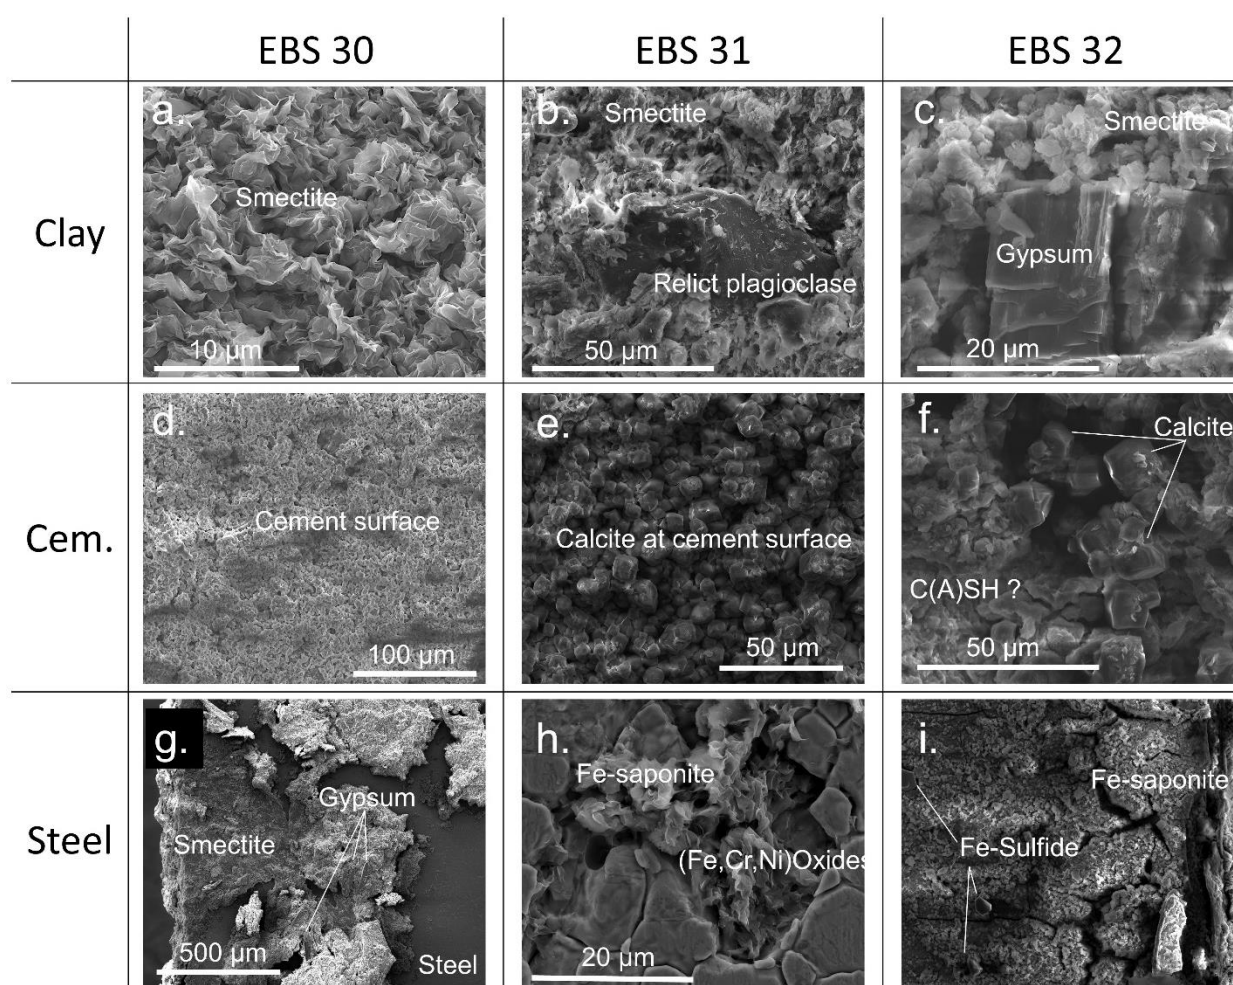 EBS 30
EBS 31
EBS 32
Clay
a.
Smectite
10 µm
b.
Smectite
Relict plagioclase
50 µm
c.
Smectite
Gypsum
20 µm
Cem.
d.
Cement surface
100 µm
e.
Calcite at cement surface
50 µm
f.
Calcite
C(A)SH ?
50 µm
Steel
g.
Gypsum
Smectite
500 µm
Steel
h.
Fe-saponite
(Fe,Cr,Ni)Oxides
20 µm
i.
Fe-saponite
Fe-Sulfide